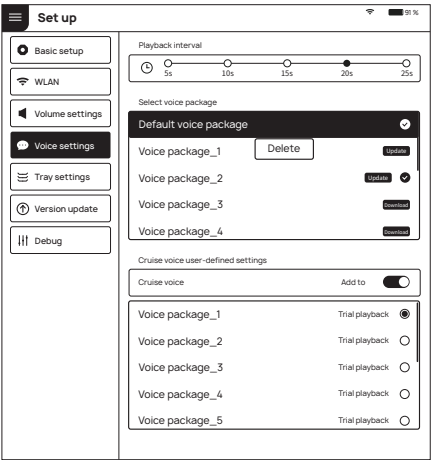 Set up
91 %
Basic setup
WLAN
Volume settings
Voice settings
Tray settings
Version update
Debug
Playback interval
5s 10s 15s 20s 25s
Select voice package
Default voice package
Voice package_1 Delete Update
Voice package_2 Update
Voice package_3 Download
Voice package_4 Download
Cruise voice user-defined settings
Cruise voice Add to
Voice package_1 Trial playback
Voice package_2 Trial playback
Voice package_3 Trial playback
Voice package_4 Trial playback
Voice package_5 Trial playback